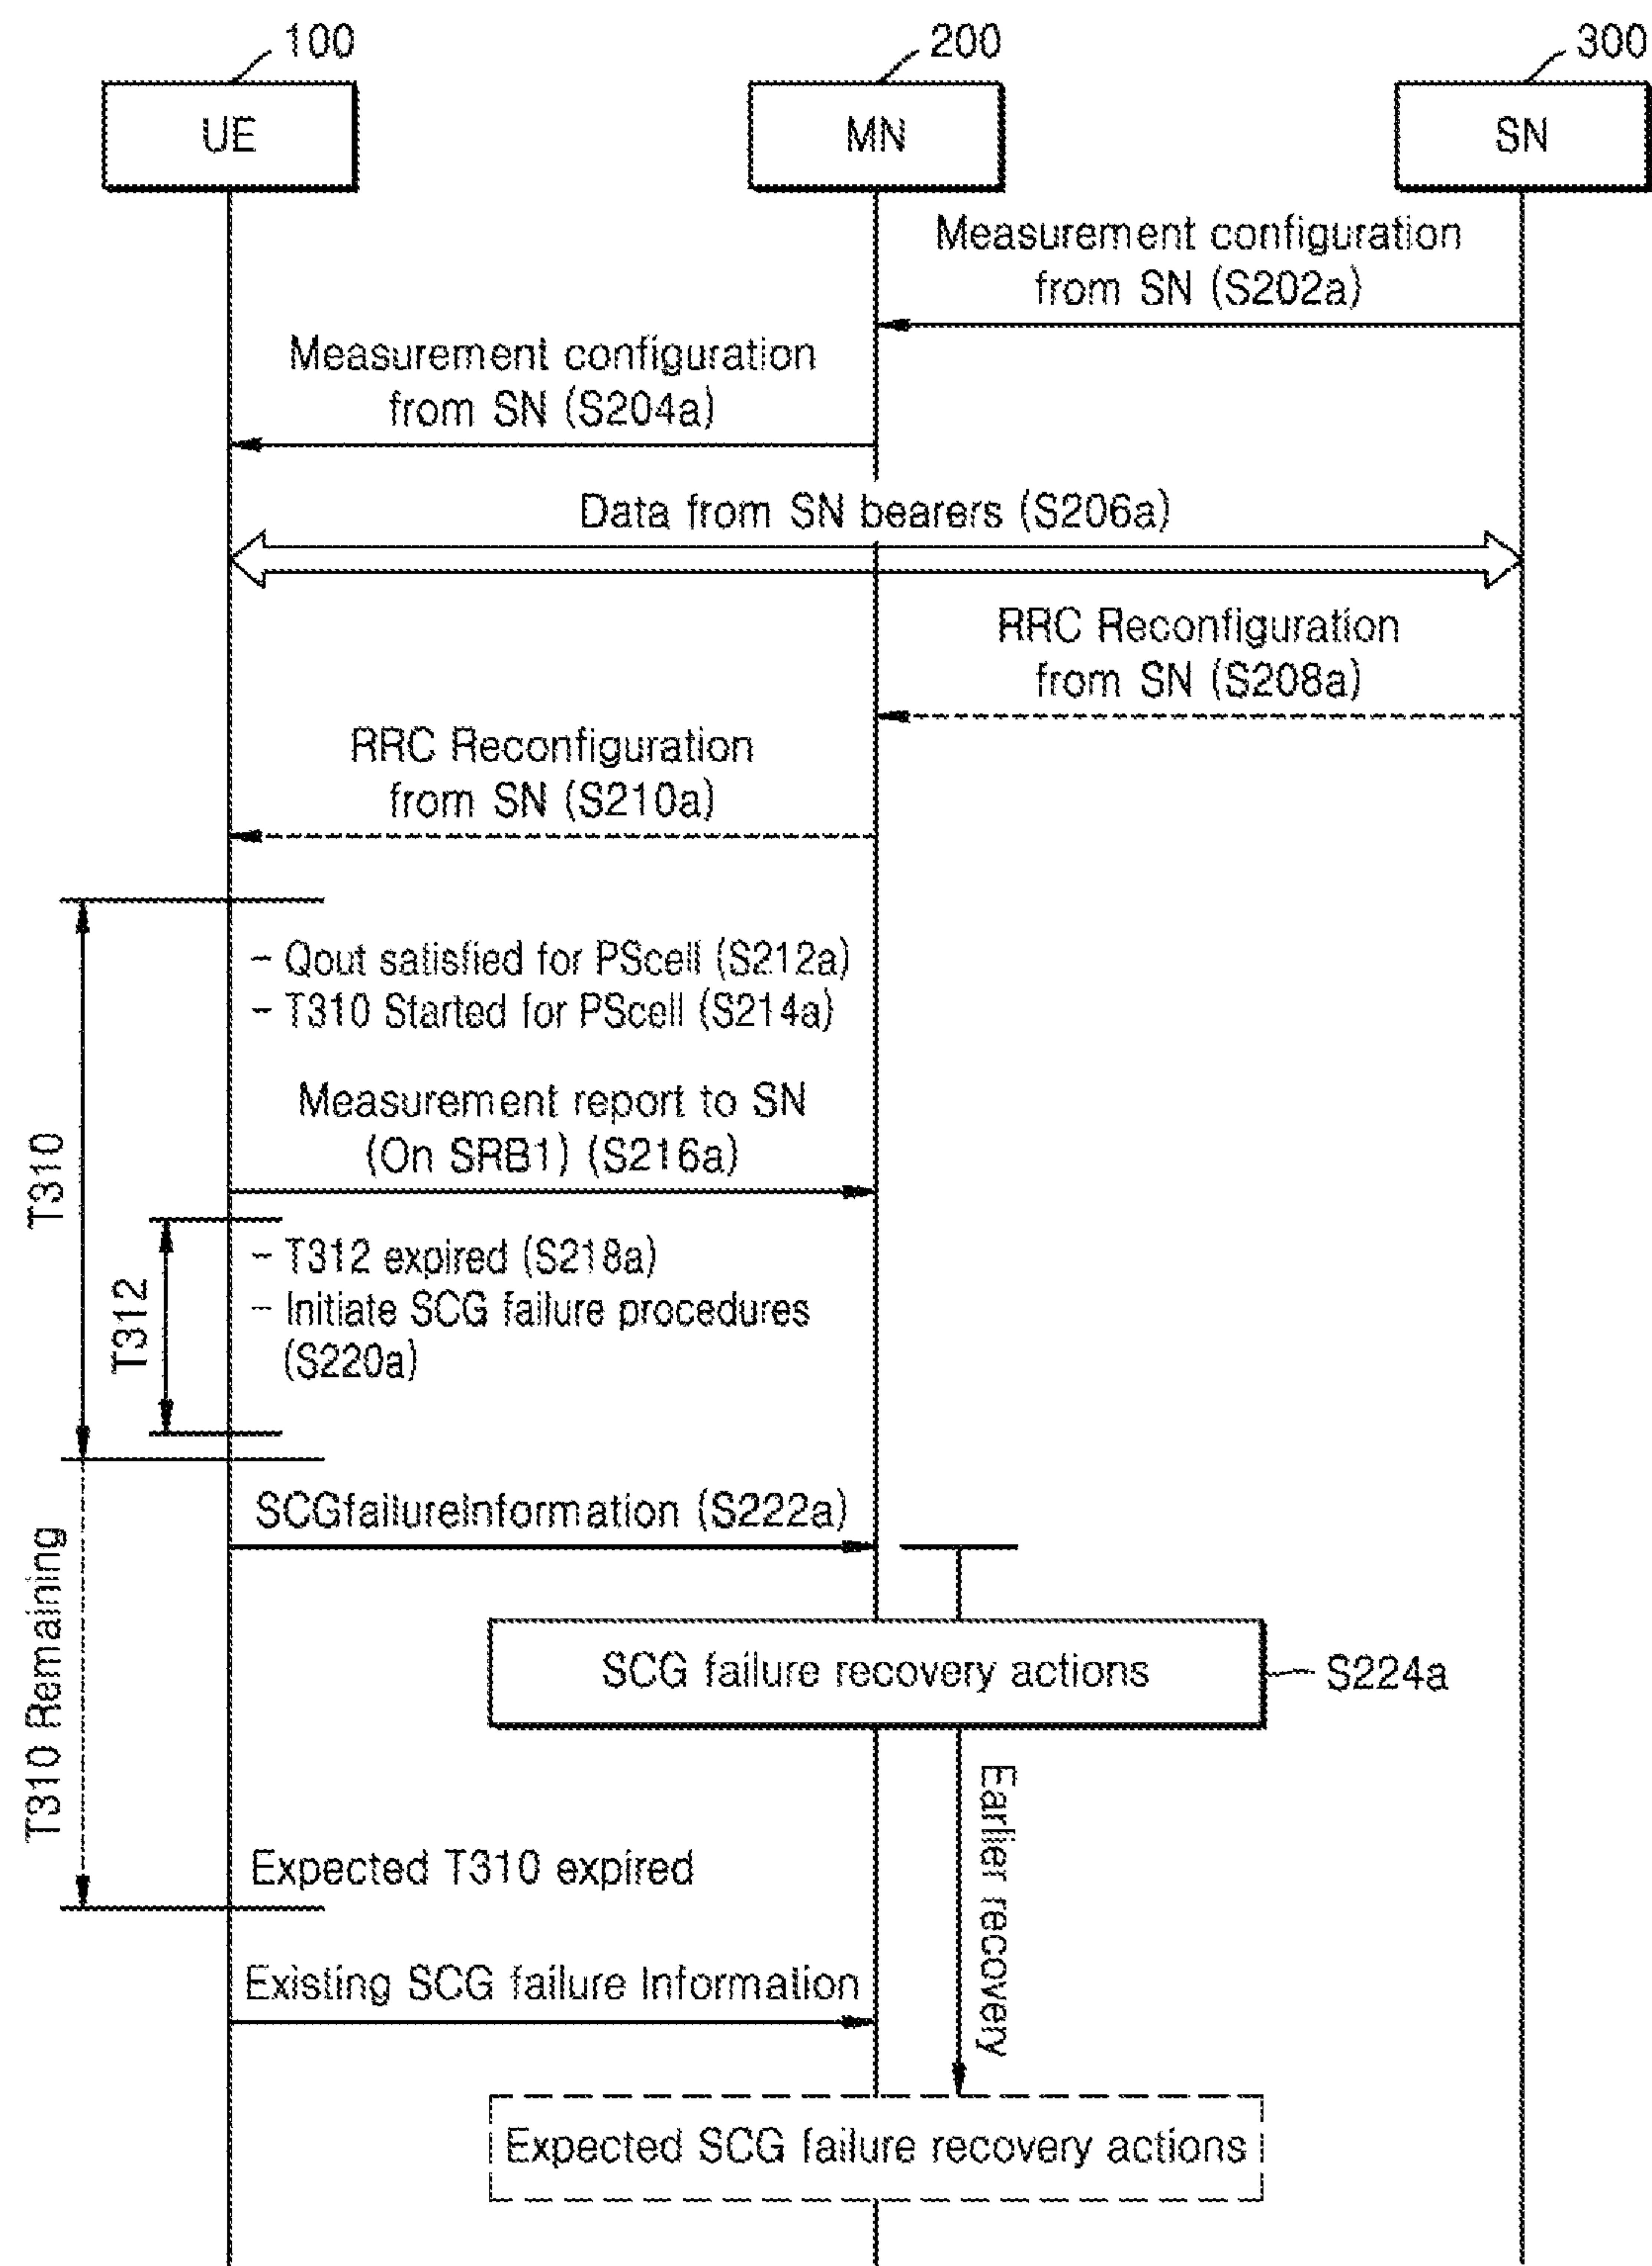 100
200
300
UE
MN
SN
Measurement configuration
from SN (S202a)
Measurement configuration
from SN (S204a)
Data from SN bearers (S206a)
RRC Reconfiguration
from SN (S208a)
RRC Reconfiguration
from SN (S210a)
- Qout satisfied for PScell (S212a)
- T310 Started for PScell (S214a)
Measurement report to SN
(On SRB1) (S216a)
T310
- T312 expired (S218a)
- Initiate SCG failure procedures
(S220a)
T312
SCGfailureInformation (S222a)
T310 Remaining
SCG failure recovery actions
S224a
Earlier recovery
Expected T310 expired
Existing SCG failure Information
Expected SCG failure recovery actions